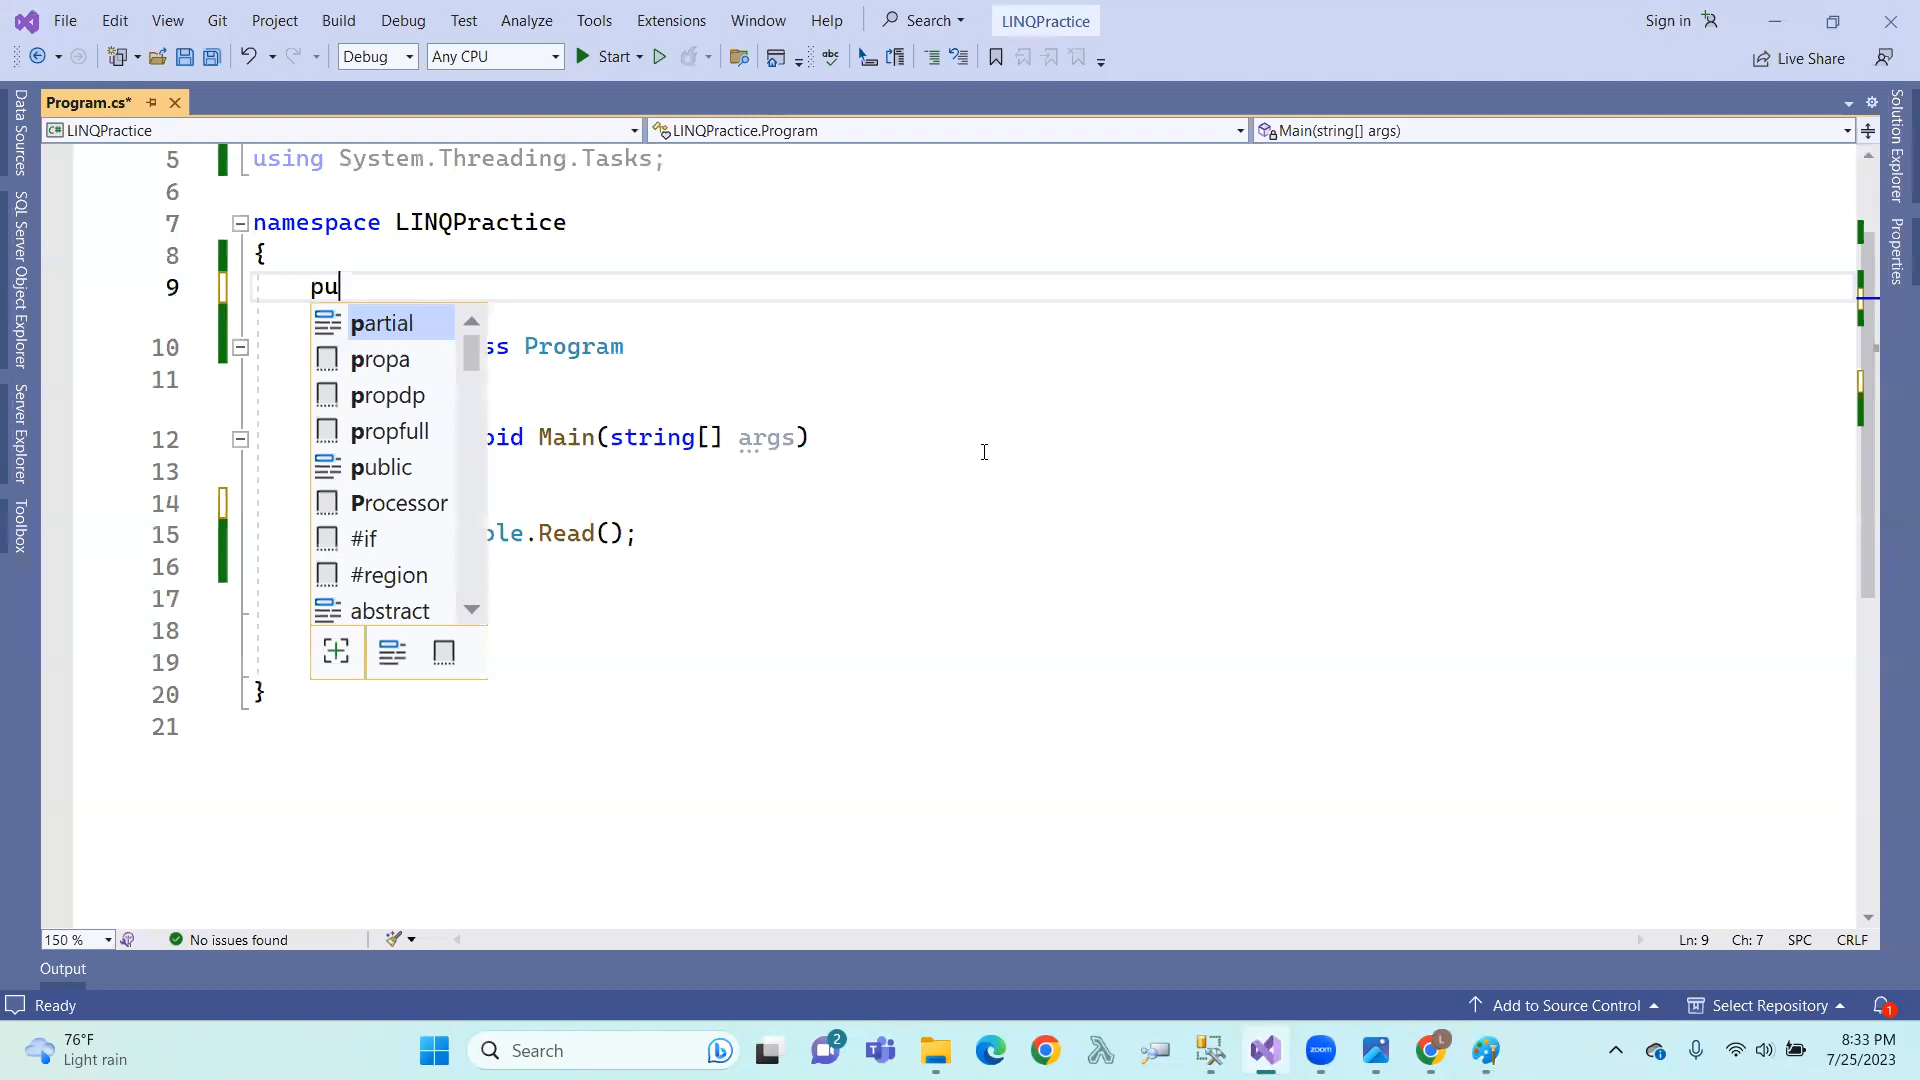 File Edit View Git Project Build Debug Test Analyze Tools Extensions Window Help Search LINQPractice Sign in
Debug Any CPU Start abc Live Share
Program.cs*
LINQPractice LINQPractice.Program Main(string[] args)
Data Sources
SQL Server Object Explorer
Server Explorer
Toolbox
Solution Explorer
Properties
5 using System.Threading.Tasks;
6
7 namespace LINQPractice
8 {
9 pu
partial
propa
propdp
propfull
public
Processor
#if
#region
abstract
10 ss Program
11
12 oid Main(string[] args)
13
14
15 ole.Read();
16
17
18
19
20 }
21
150 % No issues found Ln: 9 Ch: 7 SPC CRLF
Output
Ready Add to Source Control Select Repository 1
76°F
Light rain
Search
2
zoom
L
8:33 PM
7/25/2023